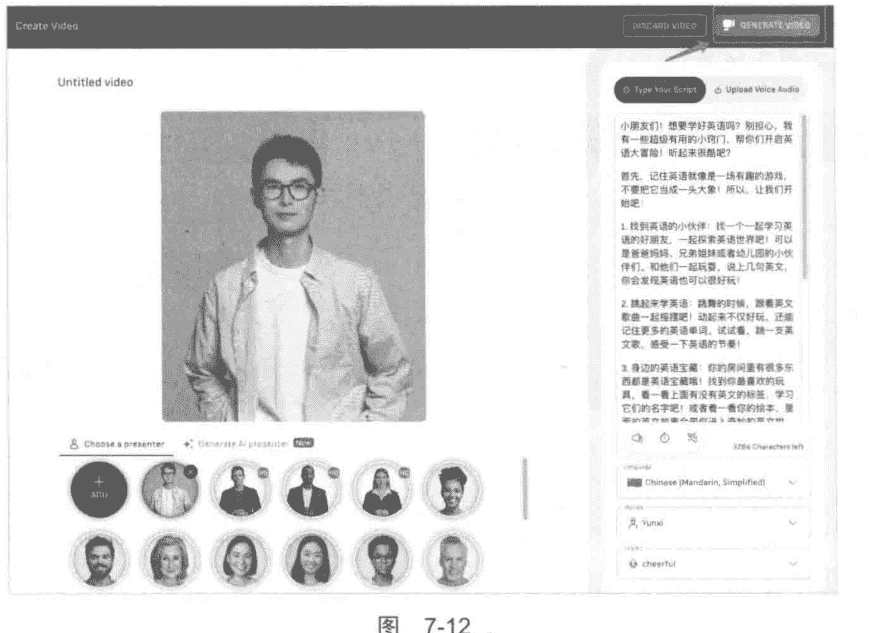 Create Video
DISCARD VIDEO
GENERATE VIDEO
Untitled video
Type Your Script
Upload Voice Audio
小朋友们！想要学好英语吗？别担心，我
有一些超级有用的小窍门，帮你们开启英
语大冒险！听起来很酷吧？
首先，记住英语就像是一场有趣的游戏，
不要把它当成一头大象！所以，让我们开
始吧！
1. 找到英语的小伙伴：找一个一起学习英
语的好朋友，一起探索英语世界吧！可以
是爸爸妈妈、兄弟姐妹或者幼儿园的小伙
伴们。和他们一起玩耍，说上几句英文，
你会发现英语也可以很好玩！
2. 跳起来学英语：跳舞的时候，跟着英文
歌曲一起摇摆吧！动起来不仅好玩，还能
记住更多的英语单词。试试看，跳一支英
文歌，感受一下英语的节奏！
3. 身边的英语宝藏：你的房间里有很多东
西都是英语宝藏哦！找到你最喜欢的玩
具，看一看上面有没有英文的标签，学习
它们的名字吧！或者看一看你的绘本，里
3284 Characters left
Choose a presenter
Generate AI presenter New
ADD
HQ
HQ
HQ
Language
Chinese (Mandarin, Simplified)
Voices
Yunxi
Styles
cheerful
图 7-12